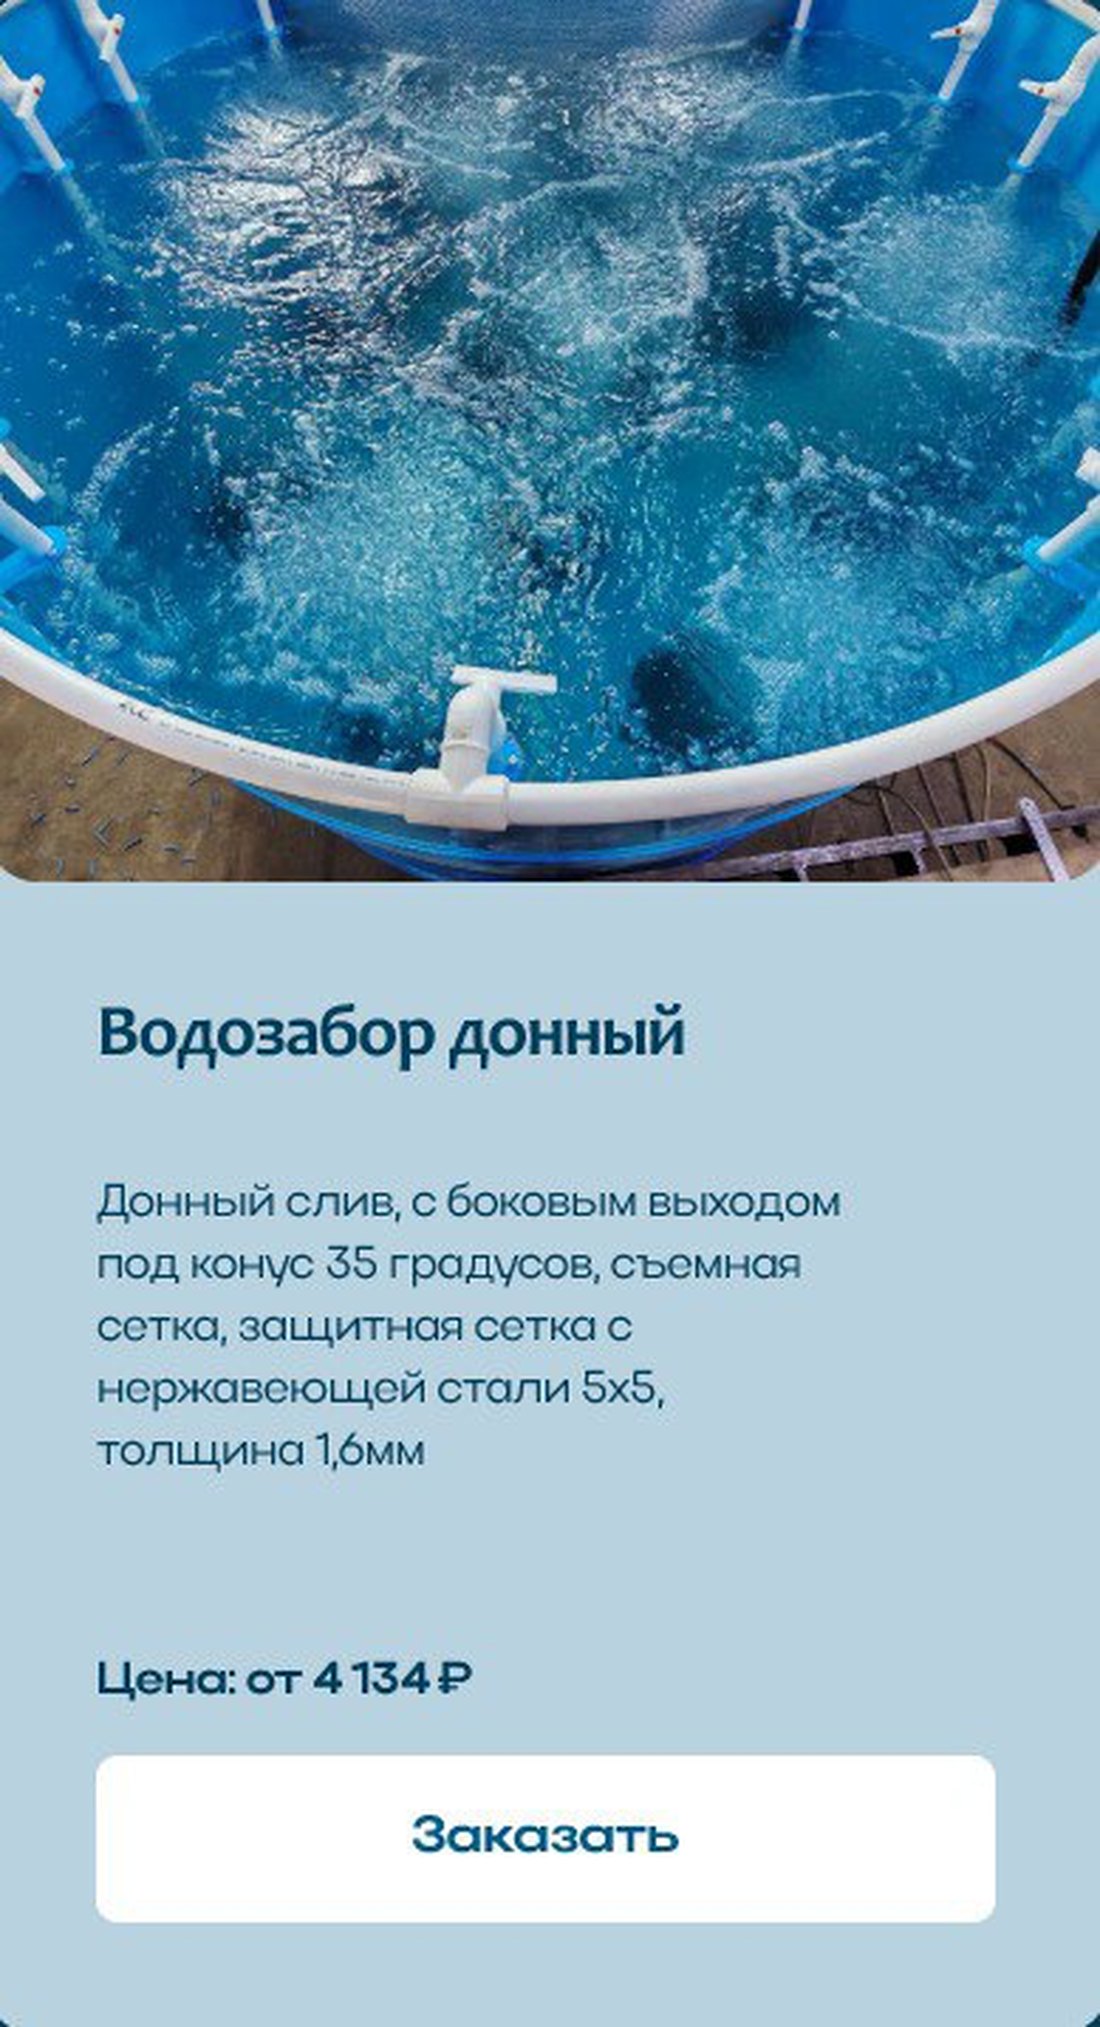 Водозабор донный
Донный слив, с боковым выходом
под конус 35 градусов, съемная
сетка, защитная сетка с
нержавеющей стали 5х5,
толщина 1,6мм
Цена: от 4 134 ₽
Заказать